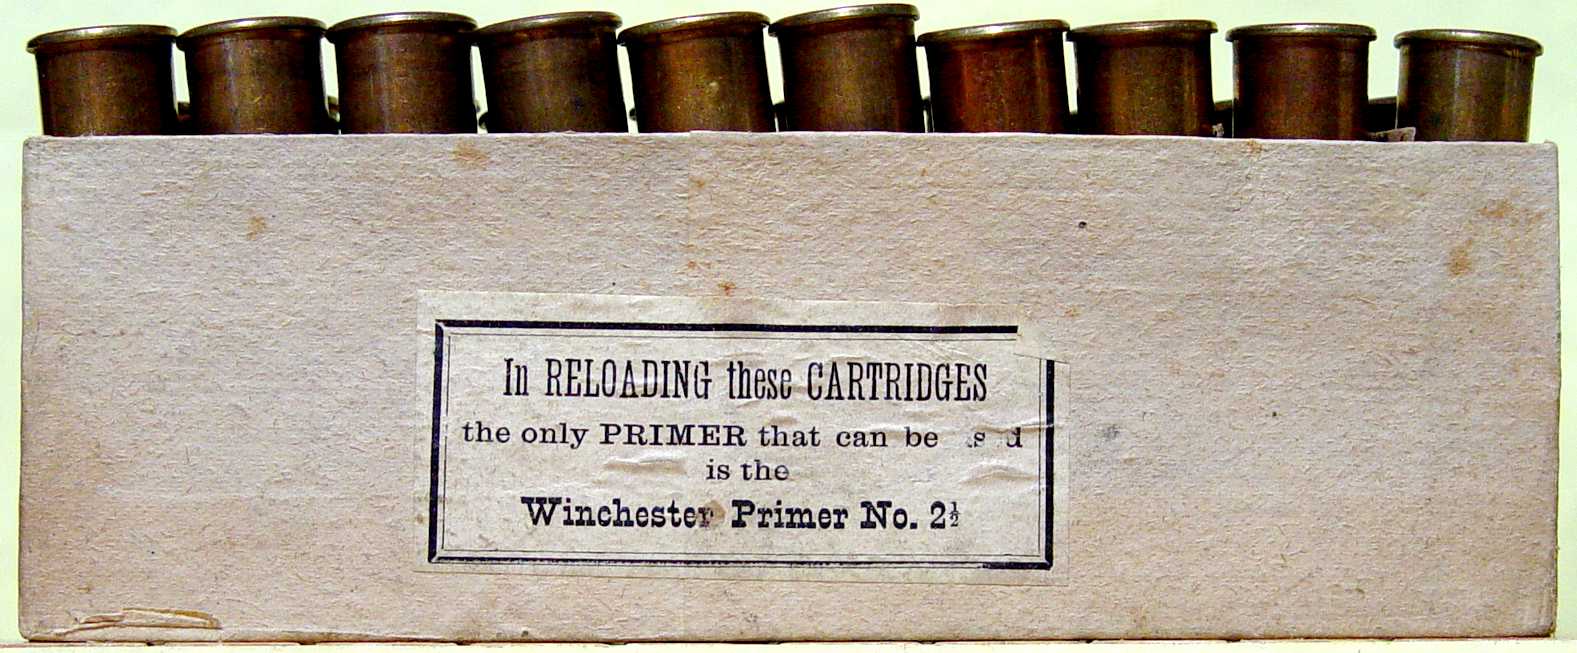 In RELOADING these CARTRIDGES
the only PRIMER that can be
is the
Winchester Primer No. 2½